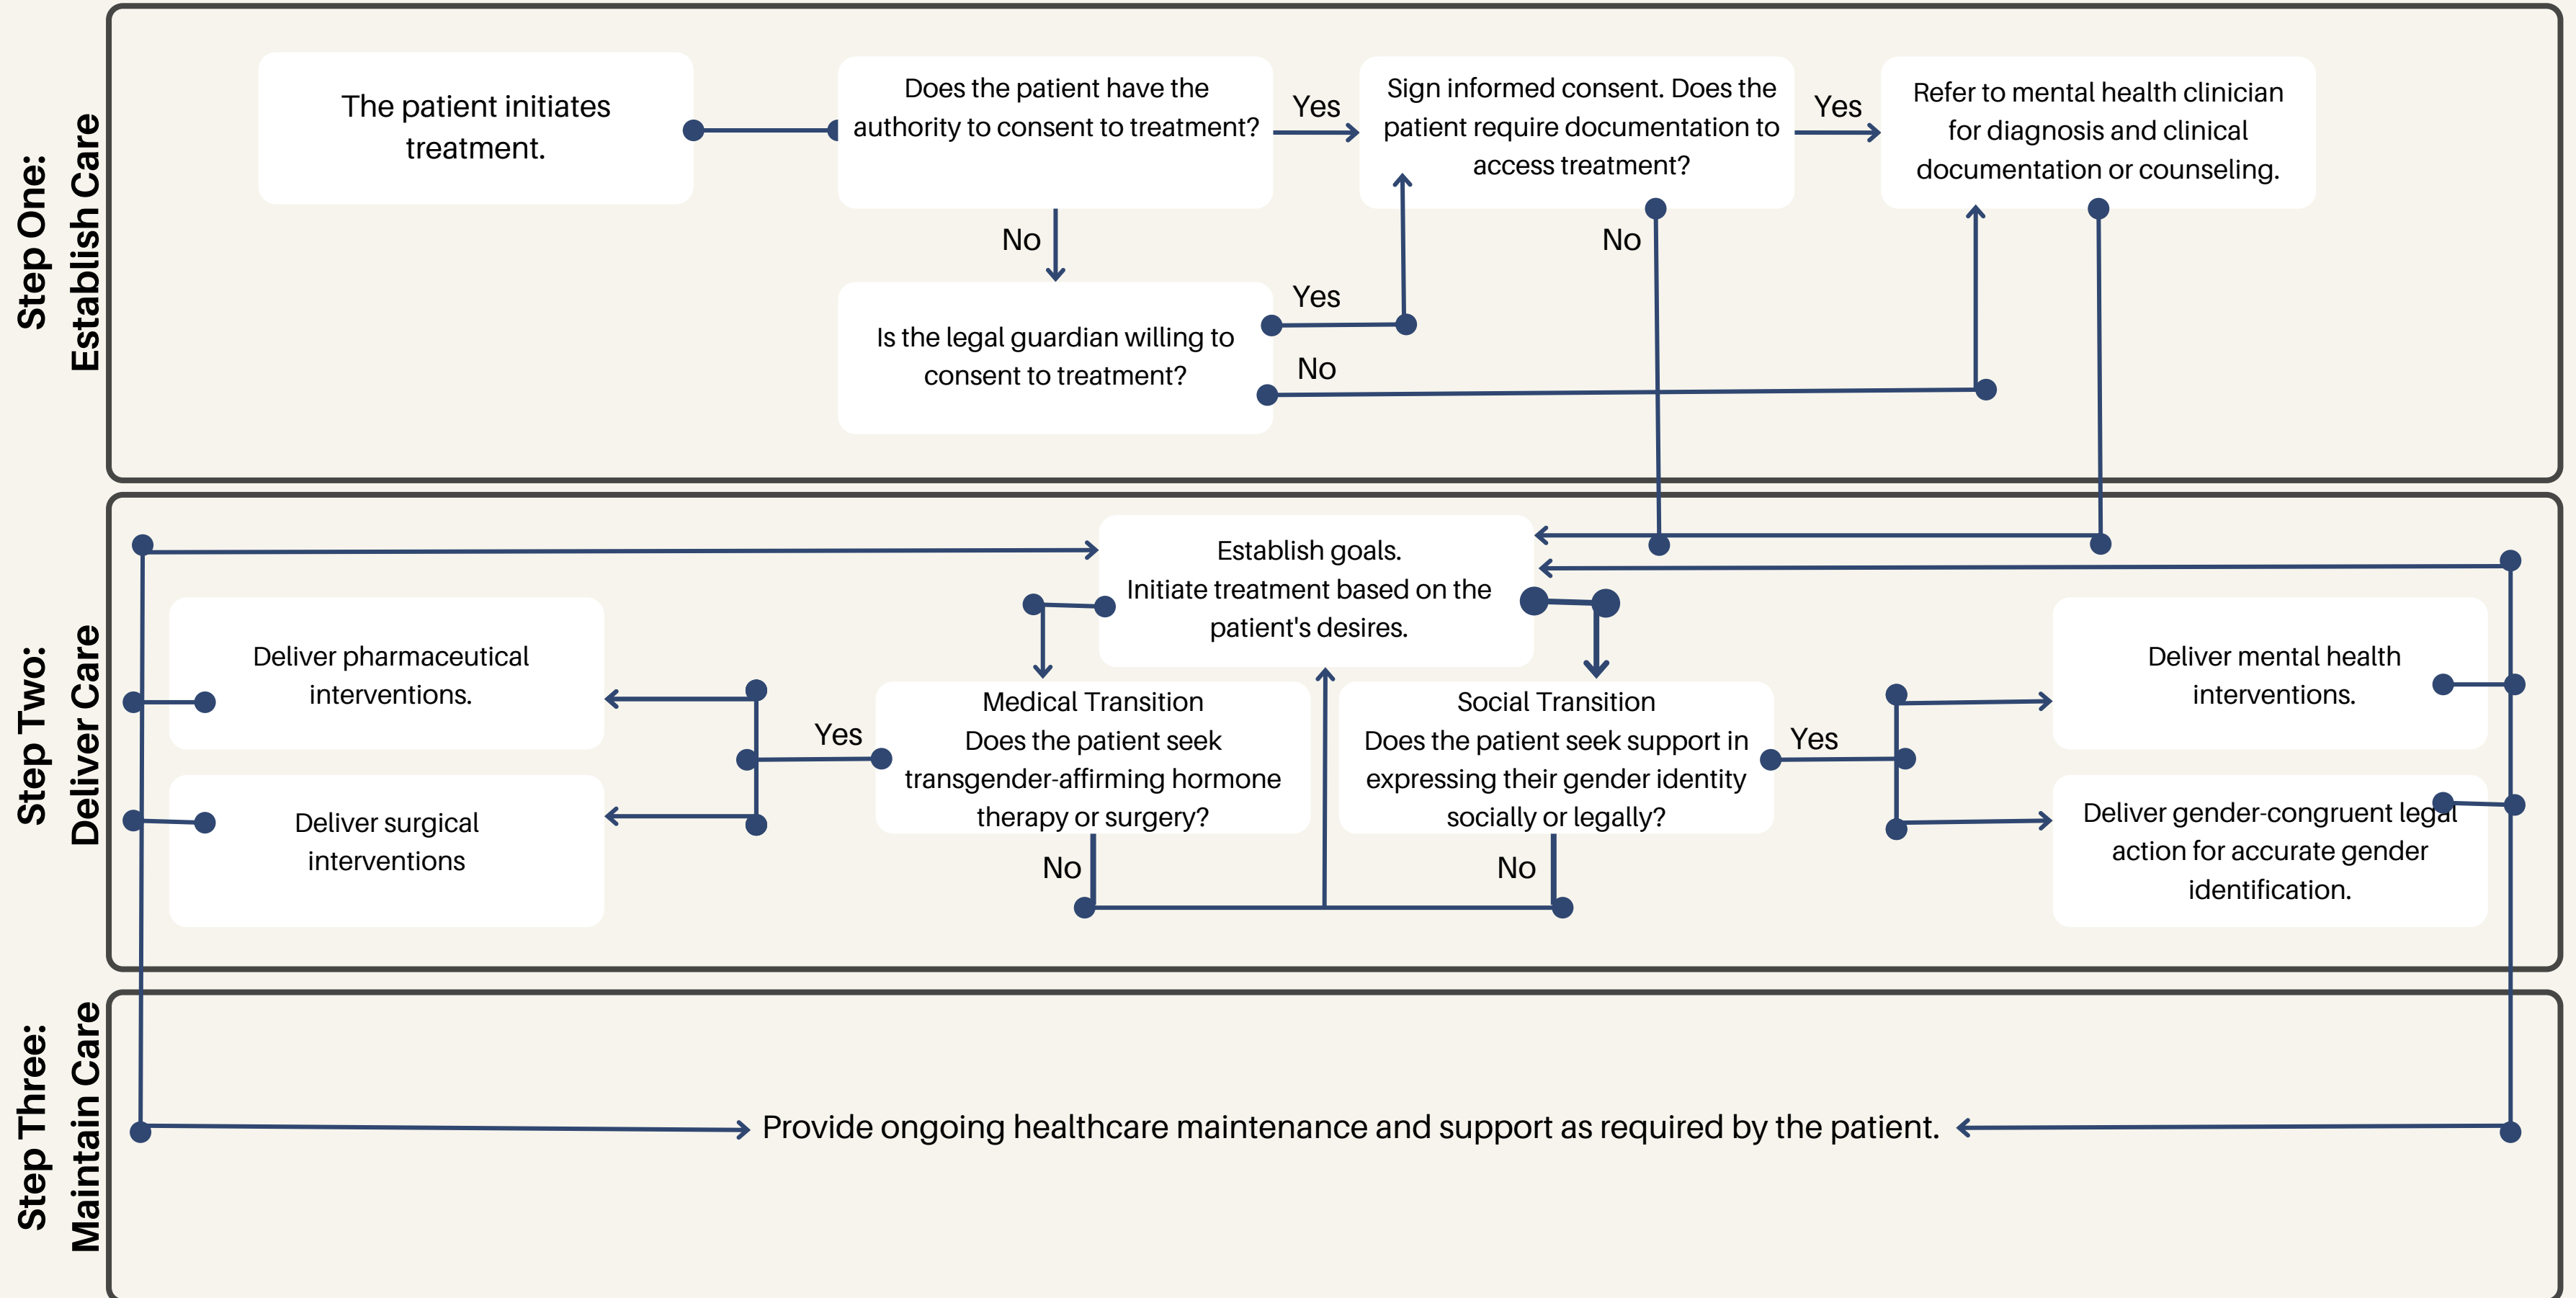 Step One:
Establish Care
The patient initiates
treatment.
Does the patient have the
authority to consent to treatment?
Yes
Sign informed consent. Does the
patient require documentation to
access treatment?
Yes
Refer to mental health clinician
for diagnosis and clinical
documentation or counseling.
No
No
Is the legal guardian willing to
consent to treatment?
Yes
No
Step Two:
Deliver Care
Establish goals.
Initiate treatment based on the
patient's desires.
Deliver pharmaceutical
interventions.
Deliver surgical
interventions
Yes
Medical Transition
Does the patient seek
transgender-affirming hormone
therapy or surgery?
No
Social Transition
Does the patient seek support in
expressing their gender identity
socially or legally?
No
Yes
Deliver mental health
interventions.
Deliver gender-congruent legal
action for accurate gender
identification.
Step Three:
Maintain Care
Provide ongoing healthcare maintenance and support as required by the patient.